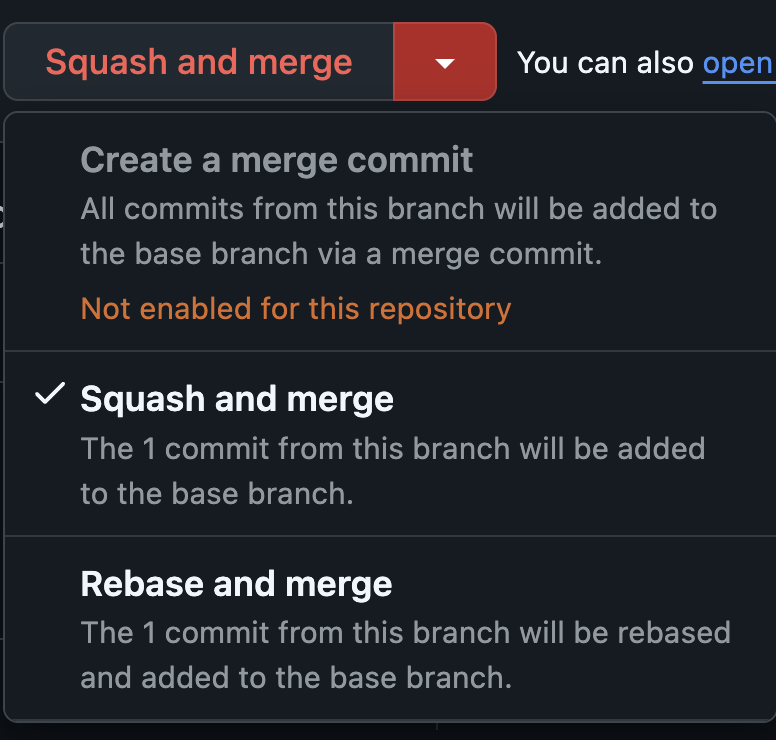 Squash and merge
You can also open
Create a merge commit
All commits from this branch will be added to
the base branch via a merge commit.
Not enabled for this repository
Squash and merge
The 1 commit from this branch will be added
to the base branch.
Rebase and merge
The 1 commit from this branch will be rebased
and added to the base branch.